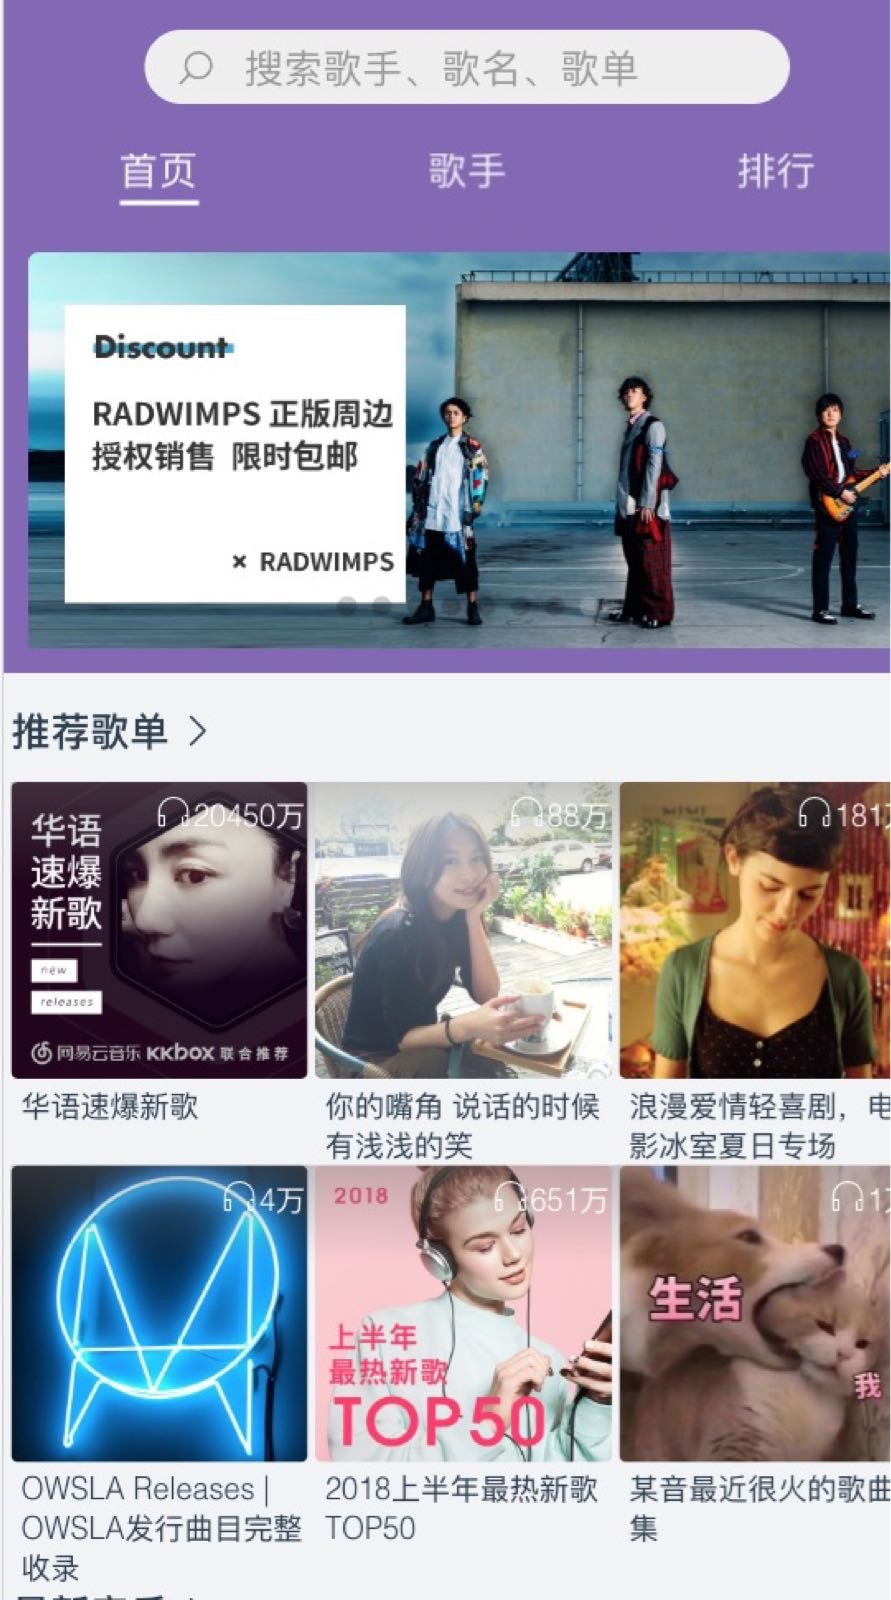 搜索歌手、歌名、歌单
首页 歌手 排行
Discount
RADWIMPS 正版周边
授权销售 限时包邮
× RADWIMPS
推荐歌单 >
20450万
华语
速爆
新歌
new
releases
网易云音乐 KKBOX 联合推荐
88万
181
华语速爆新歌
你的嘴角 说话的时候
有浅浅的笑
浪漫爱情轻喜剧，电
影冰室夏日专场
4万
2018
651万
上半年
最热新歌
TOP50
1
生活
我
OWSLA Releases |
OWSLA发行曲目完整
收录
2018上半年最热新歌
TOP50
某音最近很火的歌曲
集